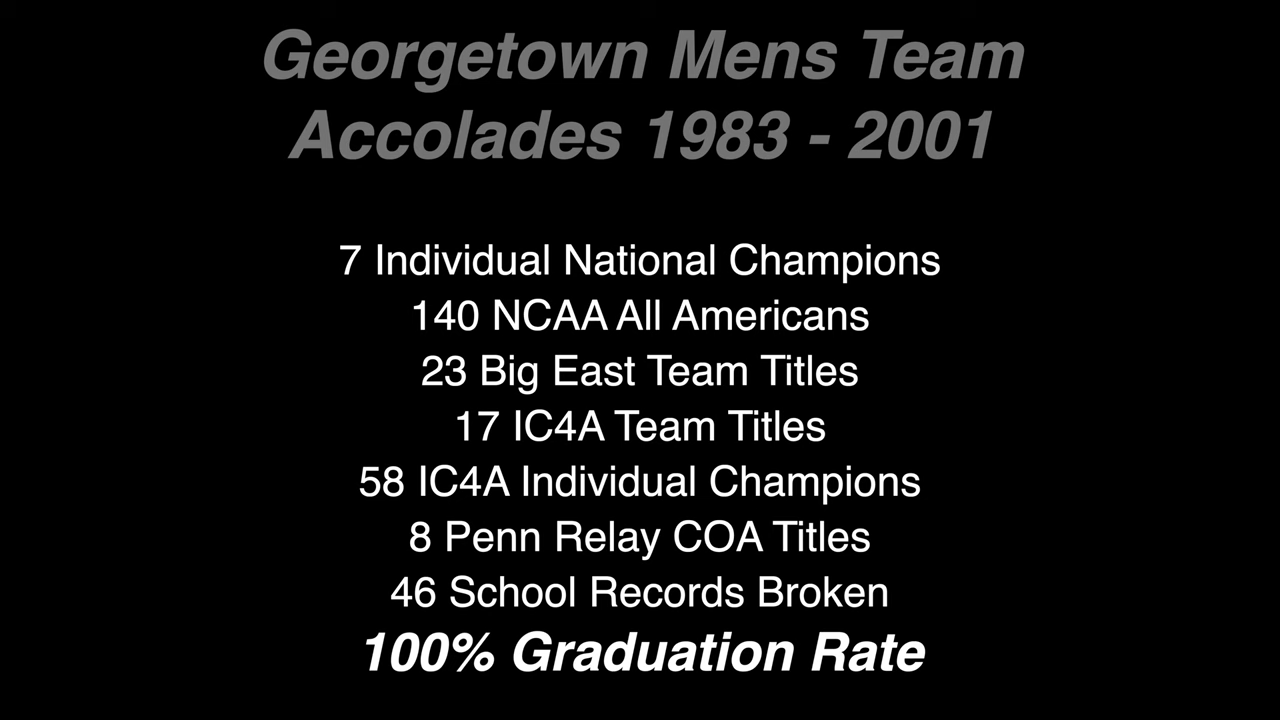 Georgetown Mens Team
Accolades 1983 - 2001
7 Individual National Champions
140 NCAA All Americans
23 Big East Team Titles
17 IC4A Team Titles
58 IC4A Individual Champions
8 Penn Relay COA Titles
46 School Records Broken
100% Graduation Rate